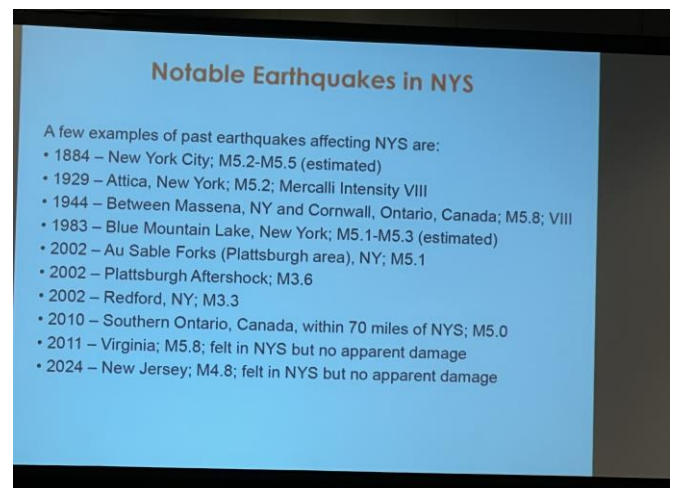 Notable Earthquakes in NYS
A few examples of past earthquakes affecting NYS are:
• 1884 – New York City; M5.2-M5.5 (estimated)
• 1929 – Attica, New York; M5.2; Mercalli Intensity VIII
• 1944 – Between Massena, NY and Cornwall, Ontario, Canada; M5.8; VIII
• 1983 – Blue Mountain Lake, New York; M5.1-M5.3 (estimated)
• 2002 – Au Sable Forks (Plattsburgh area), NY; M5.1
• 2002 – Plattsburgh Aftershock; M3.6
• 2002 – Redford, NY; M3.3
• 2010 – Southern Ontario, Canada, within 70 miles of NYS; M5.0
• 2011 – Virginia; M5.8; felt in NYS but no apparent damage
• 2024 – New Jersey; M4.8; felt in NYS but no apparent damage